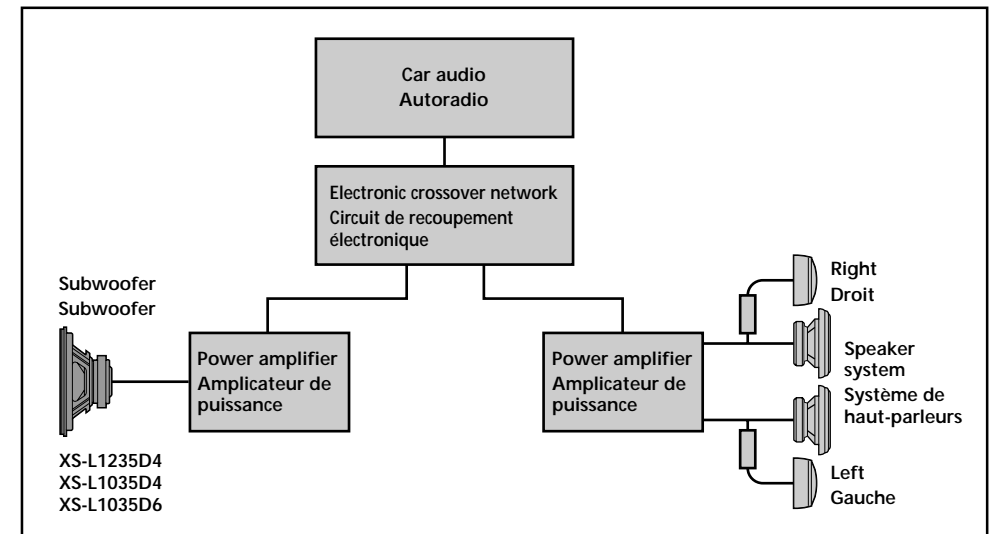 Car audio
Autoradio
Electronic crossover network
Circuit de recoupement
électronique
Subwoofer
Subwoofer
Power amplifier
Amplicateur de
puissance
XS-L1235D4
XS-L1035D4
XS-L1035D6
Power amplifier
Amplicateur de
puissance
Right
Droit
Speaker
system
Système de
haut-parleurs
Left
Gauche